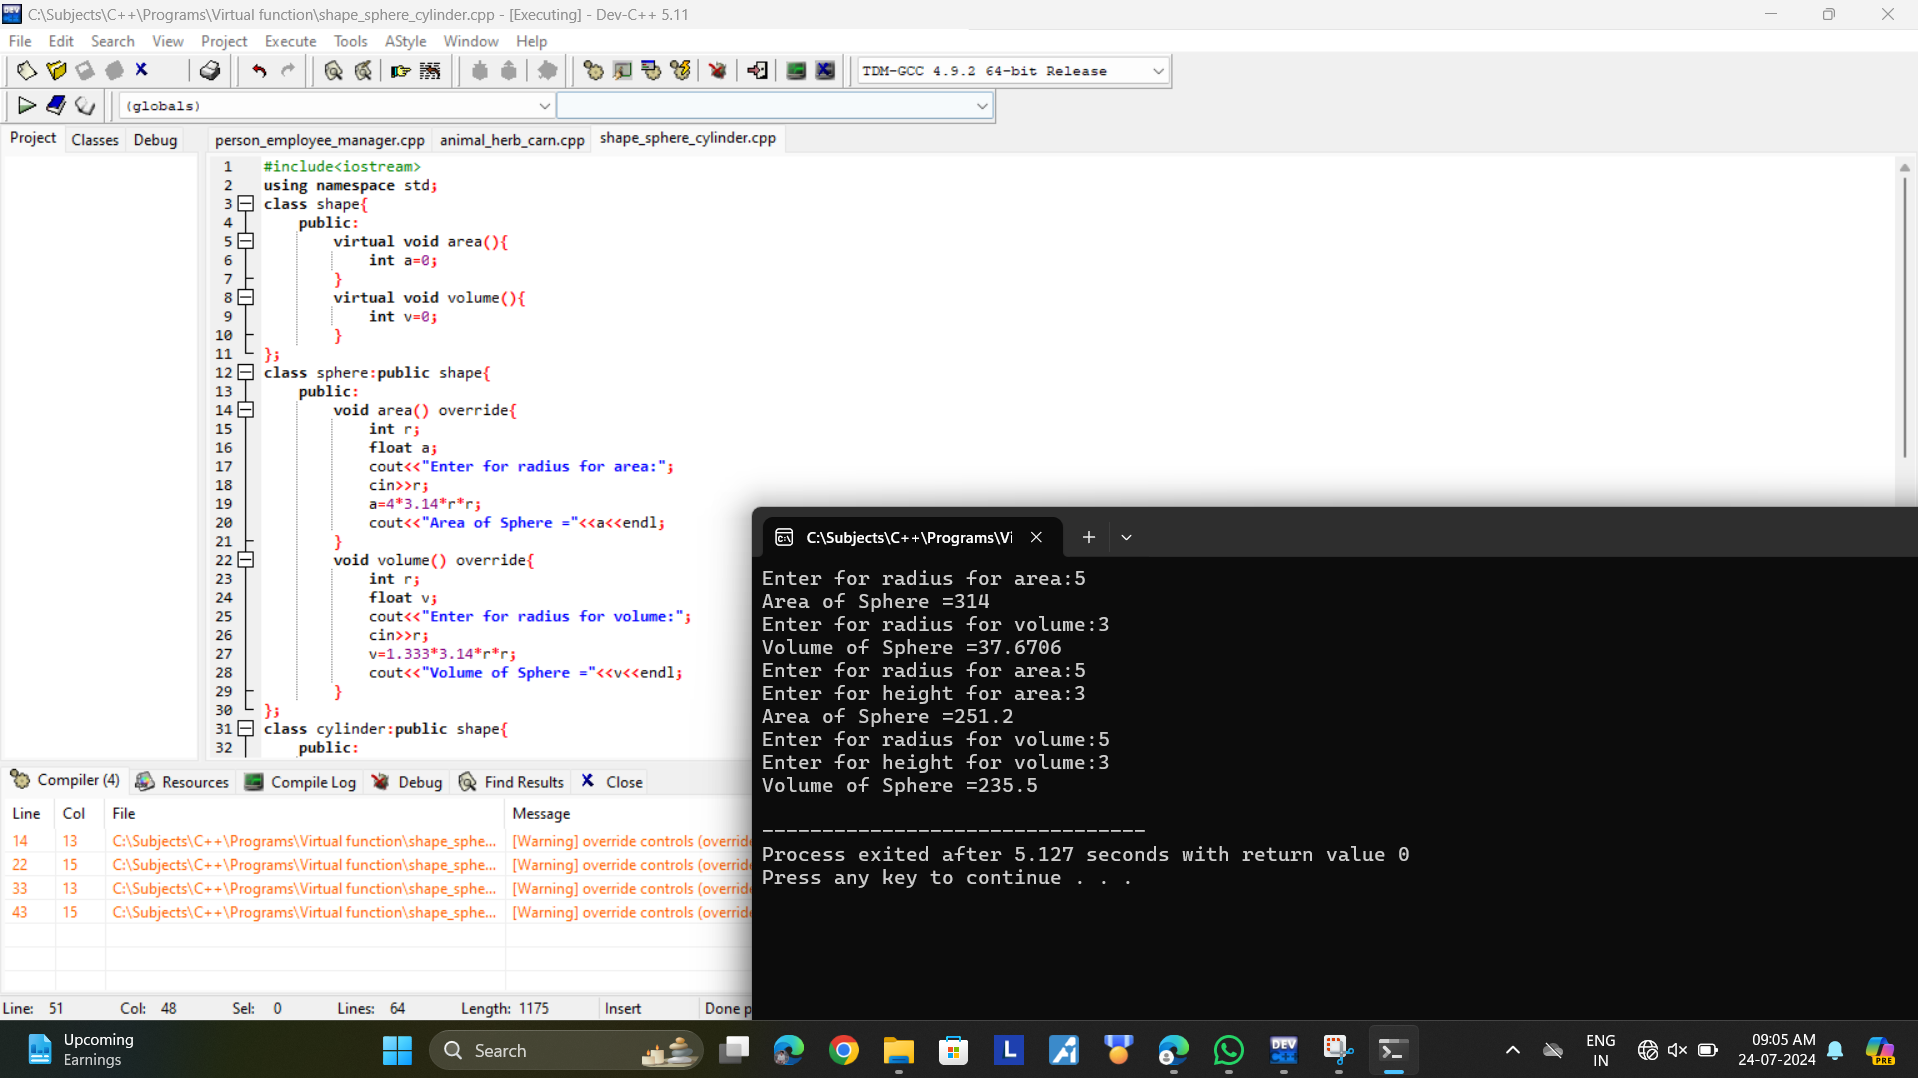 C:\Subjects\C++\Programs\Virtual function\shape_sphere_cylinder.cpp - [Executing] - Dev-C++ 5.11
File Edit Search View Project Execute Tools AStyle Window Help
TDM-GCC 4.9.2 64-bit Release
(globals)
Project Classes Debug
person_employee_manager.cpp animal_herb_carn.cpp shape_sphere_cylinder.cpp
1 #include<iostream>
2 using namespace std;
3 class shape{
4 public:
5 virtual void area(){
6 int a=0;
7 }
8 virtual void volume(){
9 int v=0;
10 }
11 };
12 class sphere:public shape{
13 public:
14 void area() override{
15 int r;
16 float a;
17 cout<<"Enter for radius for area:";
18 cin>>r;
19 a=4*3.14*r*r;
20 cout<<"Area of Sphere ="<<a<<endl;
21 }
22 void volume() override{
23 int r;
24 float v;
25 cout<<"Enter for radius for volume:";
26 cin>>r;
27 v=1.333*3.14*r*r;
28 cout<<"Volume of Sphere ="<<v<<endl;
29 }
30 };
31 class cylinder:public shape{
32 public:
C:\Subjects\C++\Programs\Vi
Enter for radius for area:5
Area of Sphere =314
Enter for radius for volume:3
Volume of Sphere =37.6706
Enter for radius for area:5
Enter for height for area:3
Area of Sphere =251.2
Enter for radius for volume:5
Enter for height for volume:3
Volume of Sphere =235.5
--------------------------------
Process exited after 5.127 seconds with return value 0
Press any key to continue . . .
Compiler (4) Resources Compile Log Debug Find Results Close
Line Col File Message
14 13 C:\Subjects\C++\Programs\Virtual function\shape_sphe... [Warning] override controls (override
22 15 C:\Subjects\C++\Programs\Virtual function\shape_sphe... [Warning] override controls (override
33 13 C:\Subjects\C++\Programs\Virtual function\shape_sphe... [Warning] override controls (override
43 15 C:\Subjects\C++\Programs\Virtual function\shape_sphe... [Warning] override controls (override
Line: 51 Col: 48 Sel: 0 Lines: 64 Length: 1175 Insert Done p
Upcoming
Earnings
Search
L
DEV
ENG
IN
09:05 AM
24-07-2024
PRE